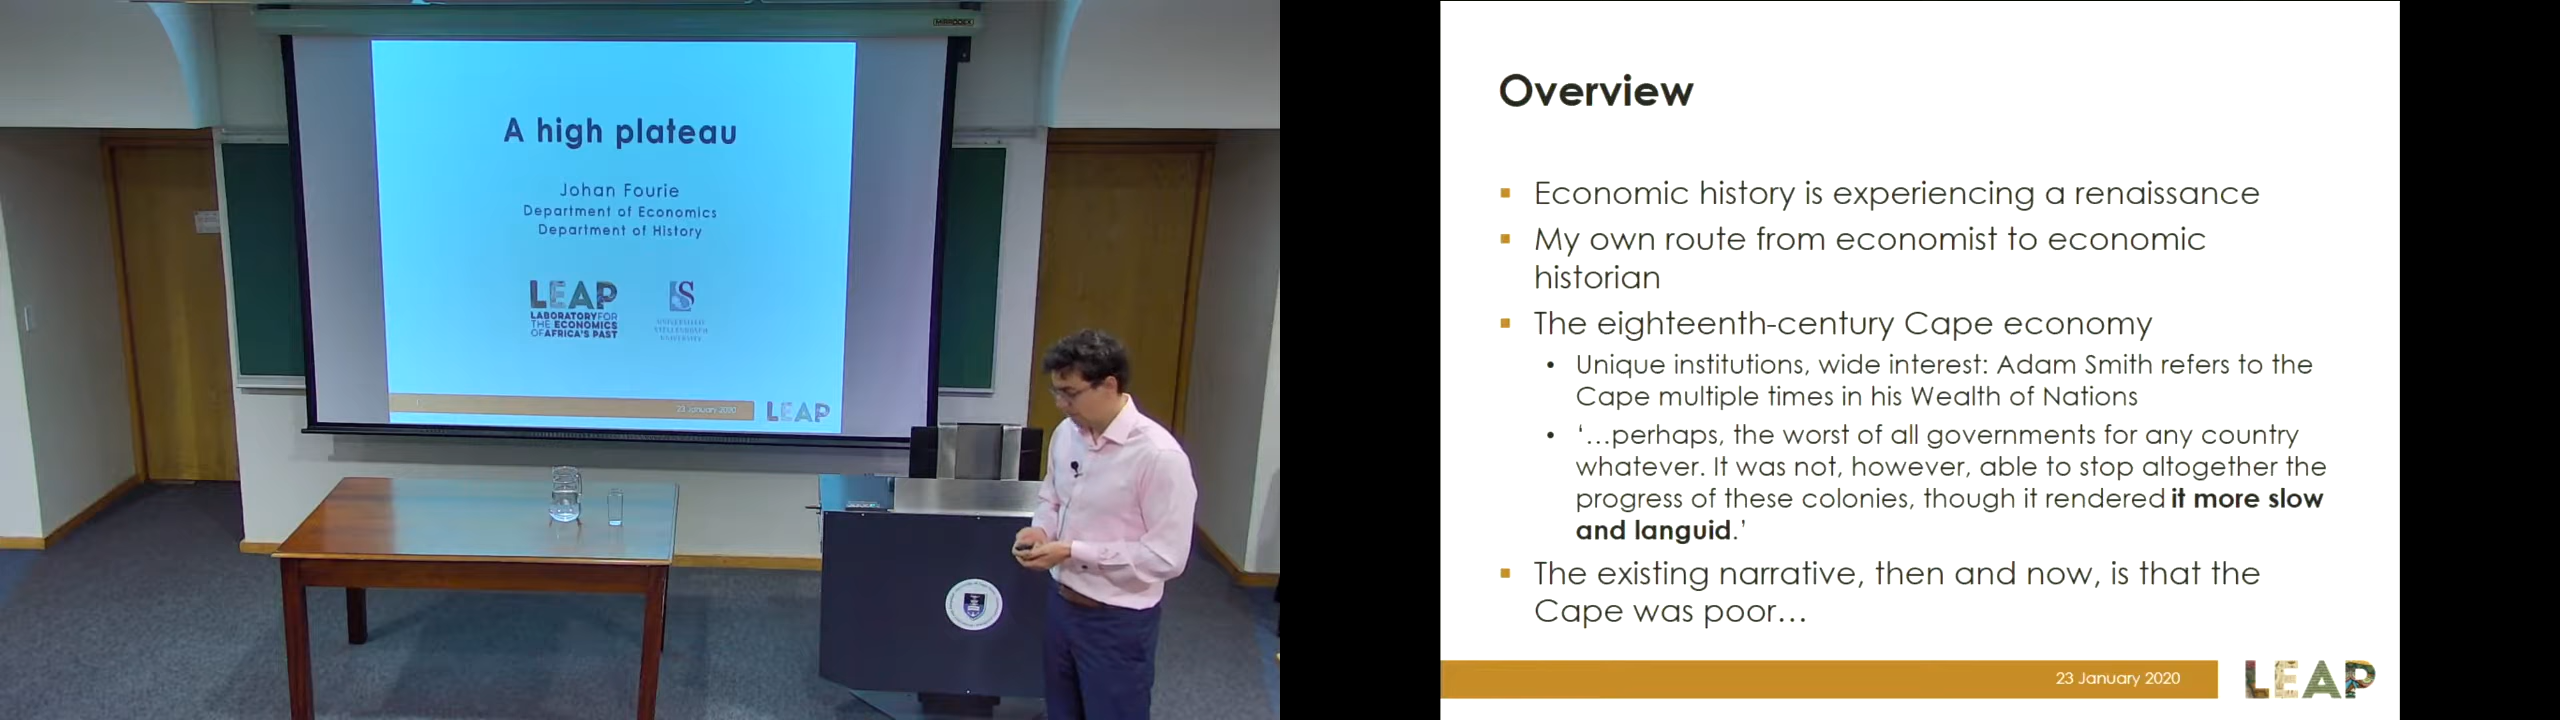 A high plateau
Johan Fourie
Department of Economics
Department of History
LEAP
LABORATORY FOR
THE ECONOMICS
OF AFRICA'S PAST
23 January 2020
LEAP
Overview
▪ Economic history is experiencing a renaissance
▪ My own route from economist to economic
historian
▪ The eighteenth-century Cape economy
• Unique institutions, wide interest: Adam Smith refers to the
Cape multiple times in his Wealth of Nations
• ‘…perhaps, the worst of all governments for any country
whatever. It was not, however, able to stop altogether the
progress of these colonies, though it rendered it more slow
and languid.’
▪ The existing narrative, then and now, is that the
Cape was poor…
23 January 2020
LEAP